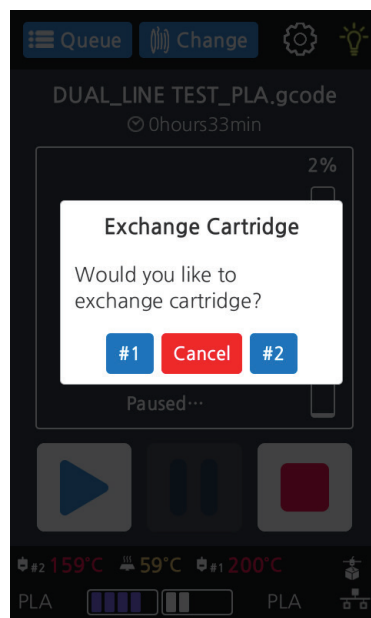 Queue Change
DUAL_LINE TEST_PLA.gcode
0hours33min
2%
Exchange Cartridge
Would you like to
exchange cartridge?
#1 Cancel #2
Paused···
#2 159°C 59°C #1 200°C
PLA PLA